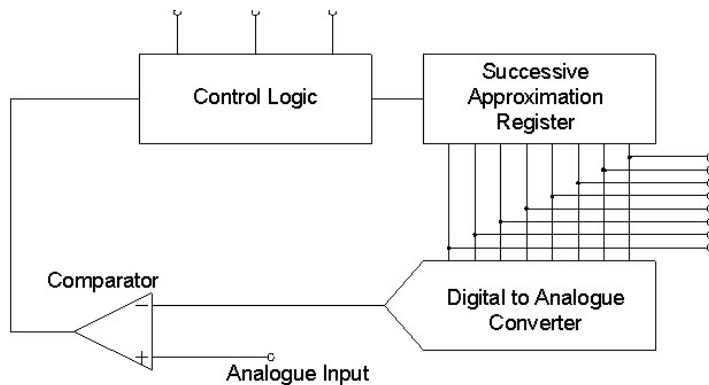 Control Logic
Successive
Approximation
Register
Comparator
Digital to Analogue
Converter
Analogue Input